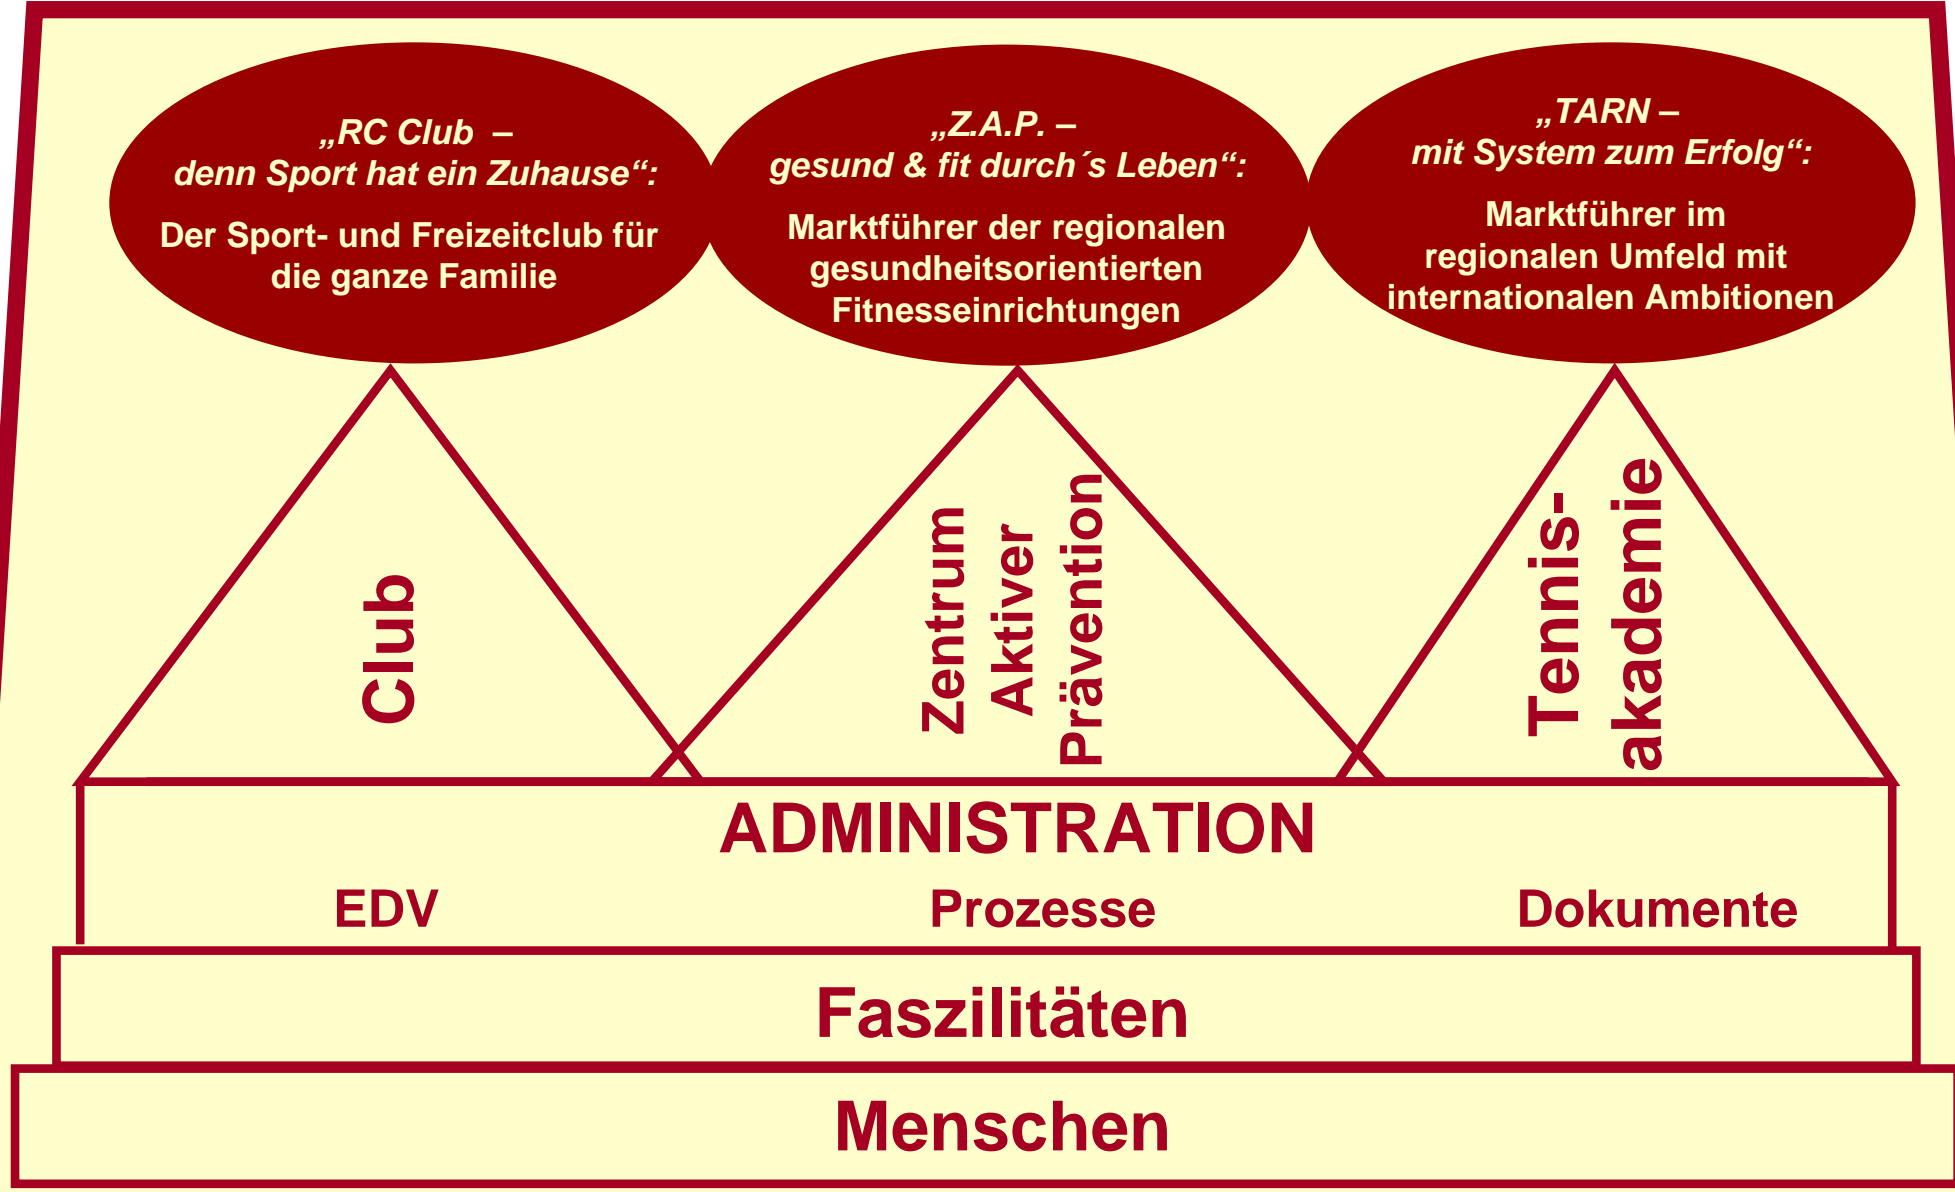 „RC Club –
denn Sport hat ein Zuhause“:
Der Sport- und Freizeitclub für
die ganze Familie
„Z.A.P. –
gesund & fit durch´s Leben“:
Marktführer der regionalen
gesundheitsorientierten
Fitnesseinrichtungen
„TARN –
mit System zum Erfolg“:
Marktführer im
regionalen Umfeld mit
internationalen Ambitionen
Club
Zentrum
Aktiver
Prävention
Tennis-
akademie
ADMINISTRATION
EDV Prozesse Dokumente
Faszilitäten
Menschen